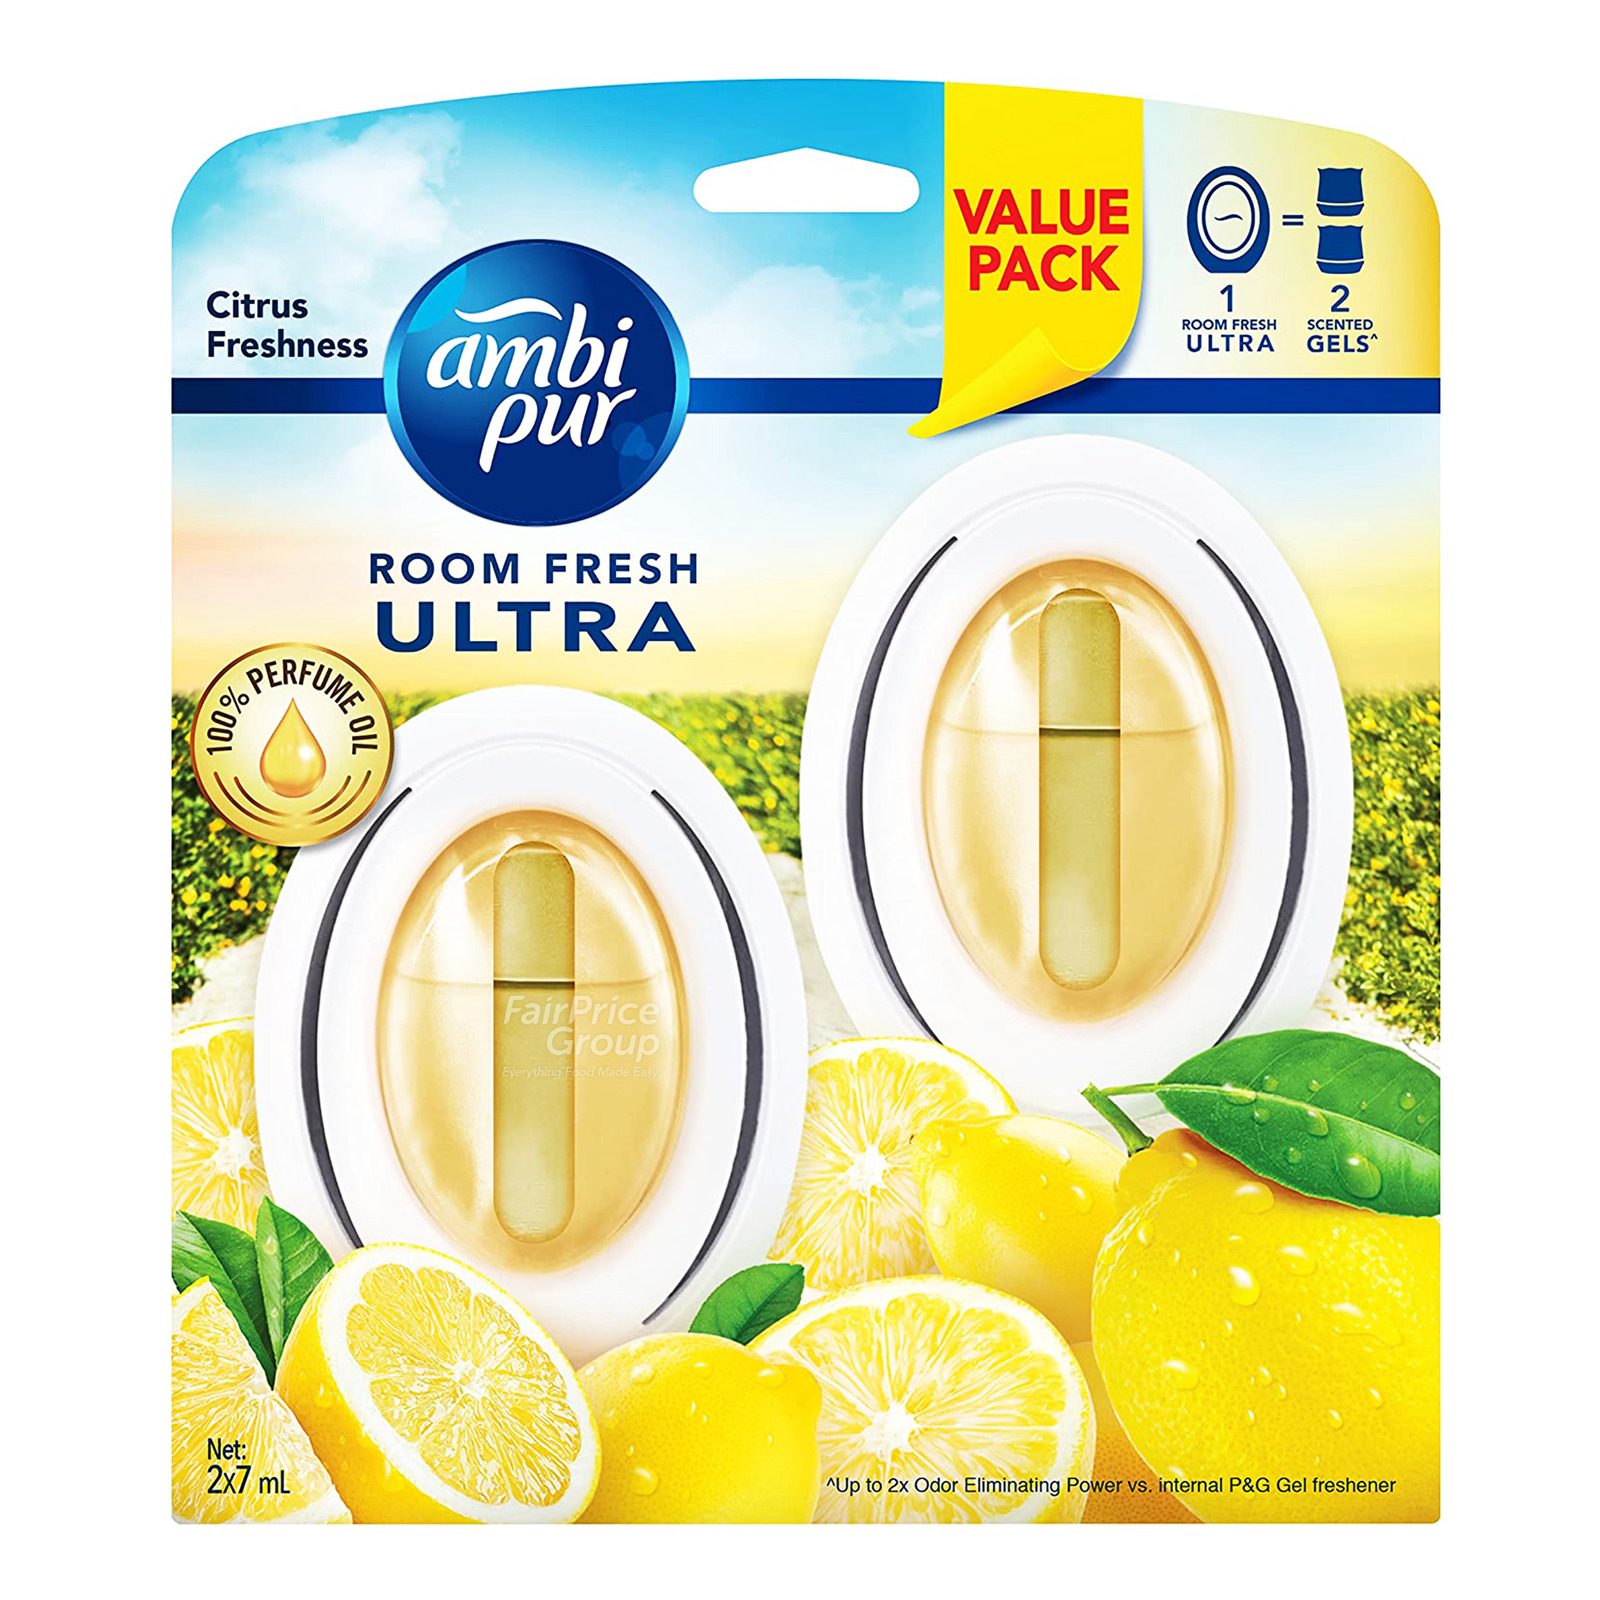 Citrus
Freshness
ambi
pur
VALUE
PACK
=
1
ROOM FRESH
ULTRA
2
SCENTED
GELS^
ROOM FRESH
ULTRA
100% PERFUME OIL
FairPrice
Group
Everything Food Made Easy
Net:
2x7 mL
^Up to 2x Odor Eliminating Power vs. internal P&G Gel freshener